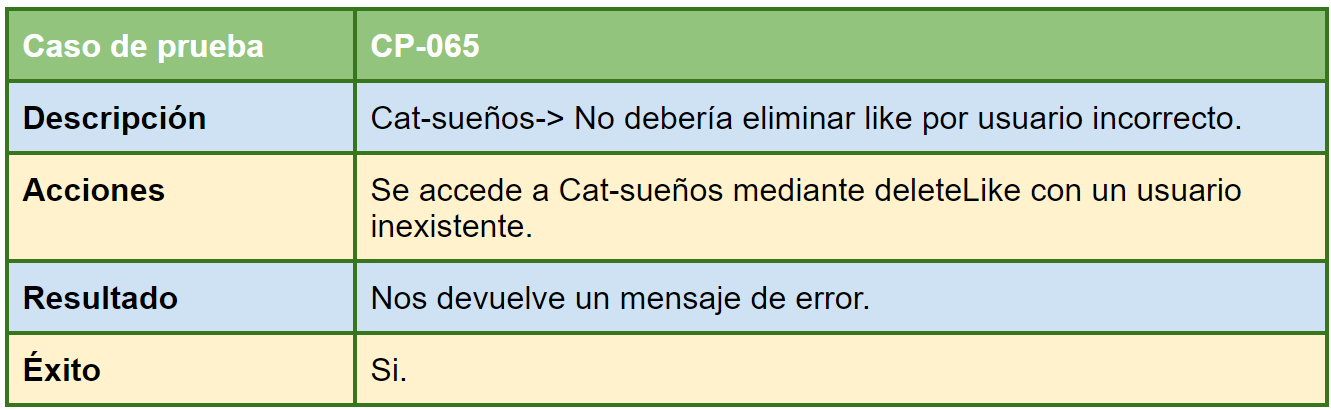 Caso de prueba CP-065
Descripción Cat-sueños-> No debería eliminar like por usuario incorrecto.
Acciones Se accede a Cat-sueños mediante deleteLike con un usuario
inexistente.
Resultado Nos devuelve un mensaje de error.
Éxito Si.